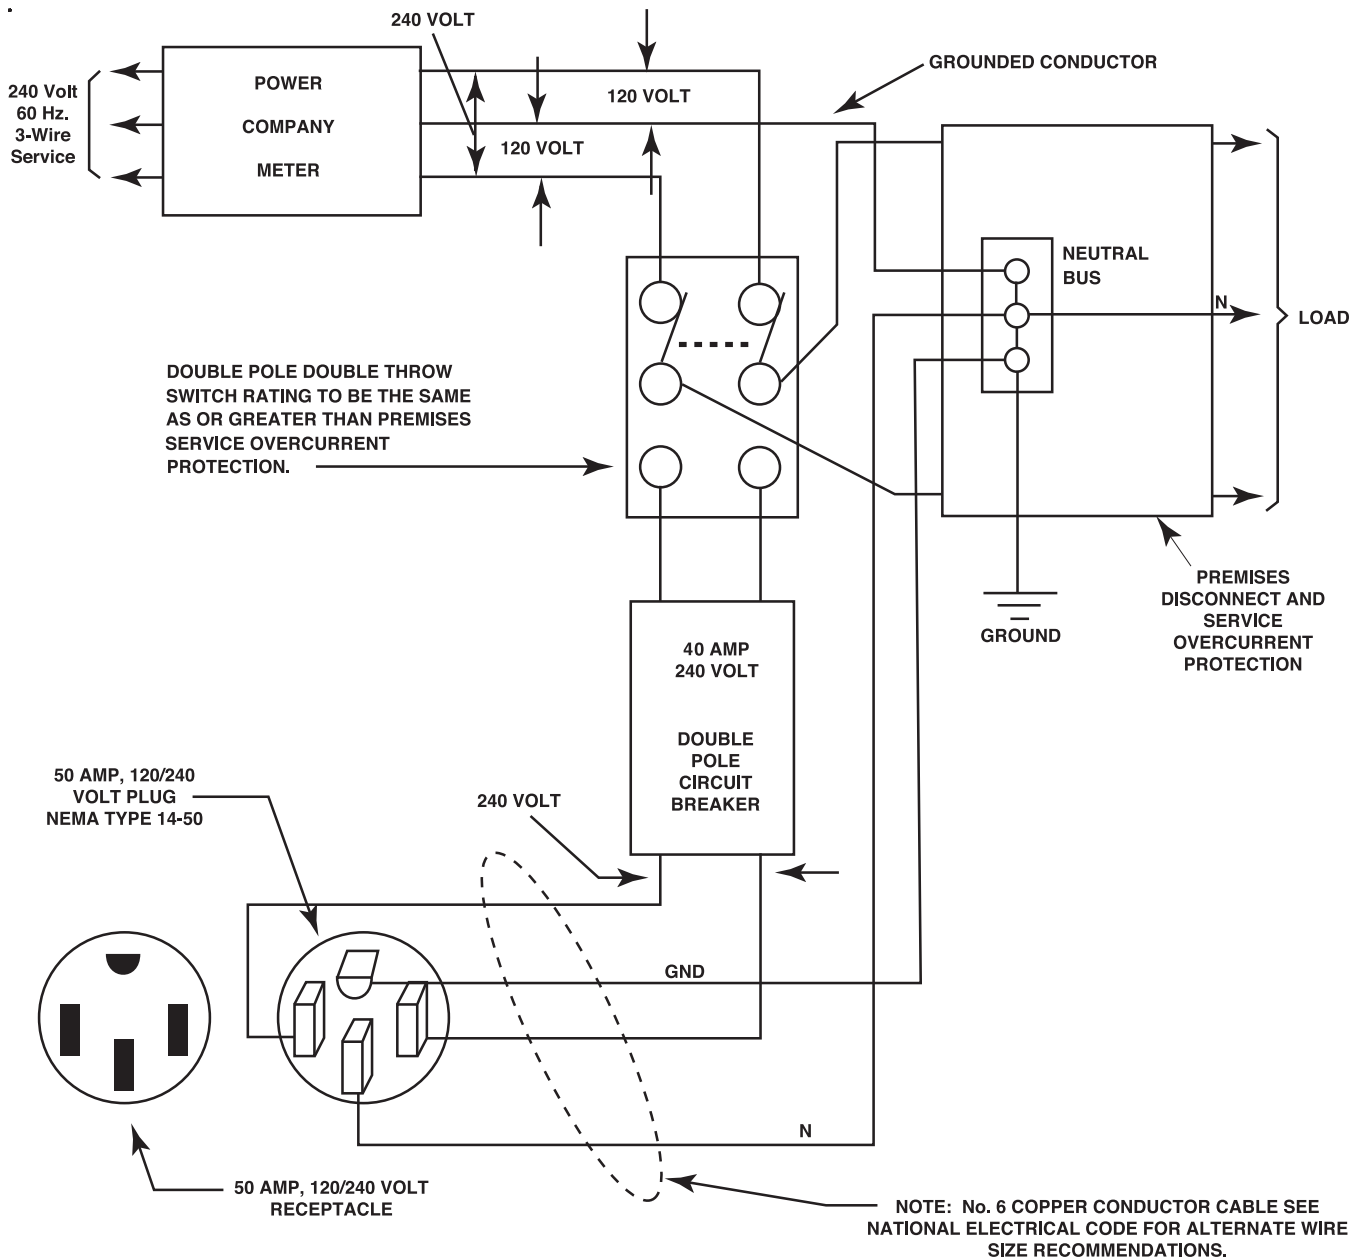 240 VOLT
GROUNDED CONDUCTOR
240 Volt
60 Hz.
3-Wire
Service
POWER
COMPANY
METER
120 VOLT
120 VOLT
NEUTRAL
BUS
N
LOAD
DOUBLE POLE DOUBLE THROW
SWITCH RATING TO BE THE SAME
AS OR GREATER THAN PREMISES
SERVICE OVERCURRENT
PROTECTION.
GROUND
PREMISES
DISCONNECT AND
SERVICE
OVERCURRENT
PROTECTION
40 AMP
240 VOLT
DOUBLE
POLE
CIRCUIT
BREAKER
50 AMP, 120/240
VOLT PLUG
NEMA TYPE 14-50
240 VOLT
GND
N
50 AMP, 120/240 VOLT
RECEPTACLE
NOTE: No. 6 COPPER CONDUCTOR CABLE SEE
NATIONAL ELECTRICAL CODE FOR ALTERNATE WIRE
SIZE RECOMMENDATIONS.